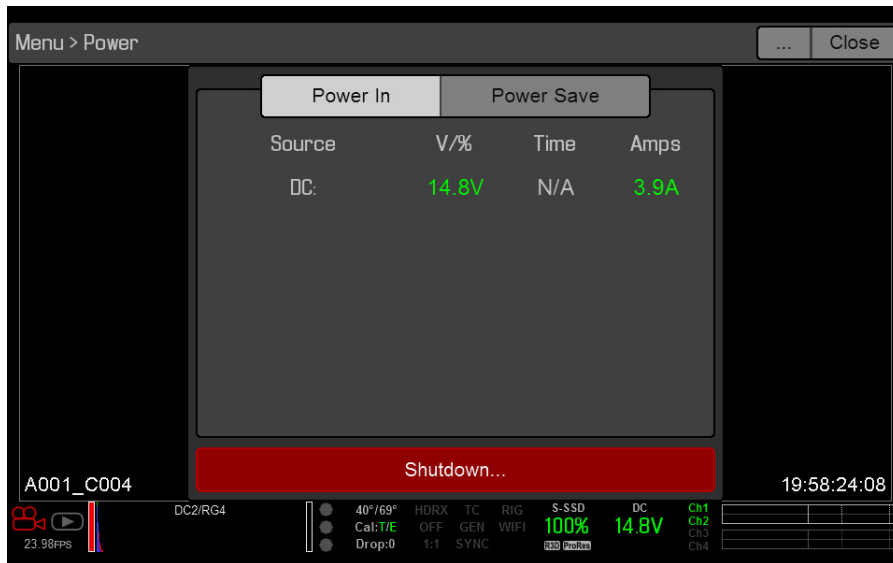 Menu > Power
... Close
Power In Power Save
Source V/% Time Amps
DC: 14.8V N/A 3.9A
Shutdown...
A001_C004 19:58:24:08
DC2/RG4 40°/69° HDRX TC RIG S-SSD DC Ch1
Cal:T/E OFF GEN WIFI 100% 14.8V Ch2
23.98FPS Drop:0 1:1 SYNC R3D ProRes Ch3
Ch4